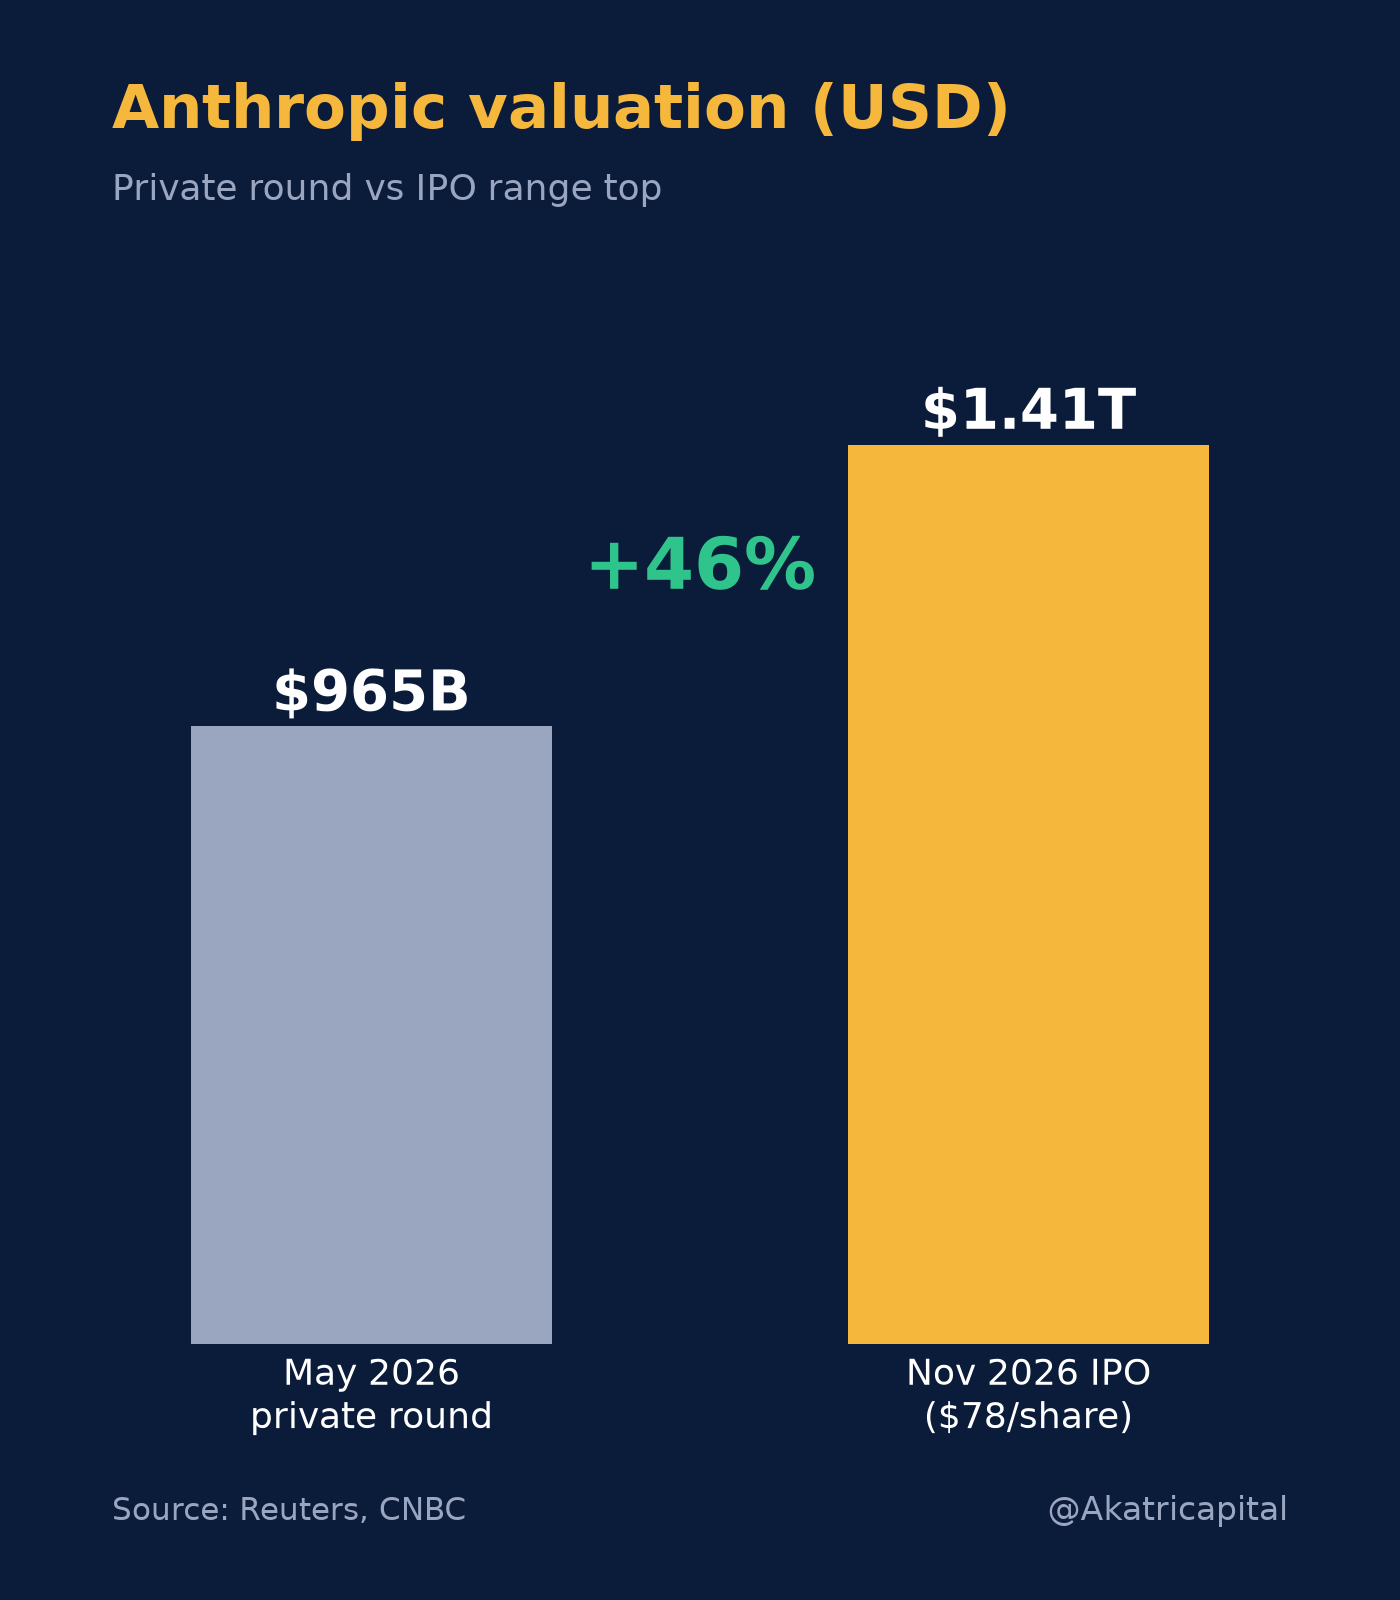 Anthropic valuation (USD)
Private round vs IPO range top
$1.41T
+46%
$965B
May 2026
private round
Nov 2026 IPO
($78/share)
Source: Reuters, CNBC
@Akatricapital